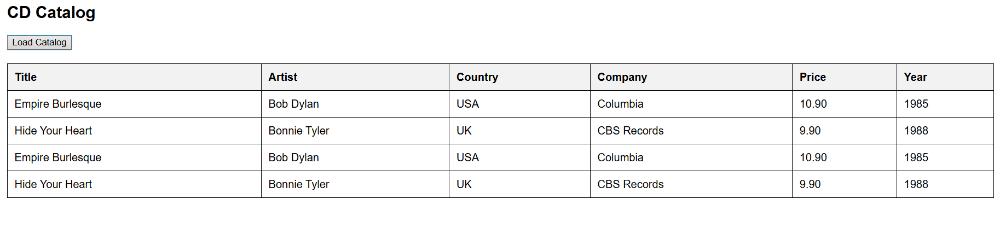 CD Catalog
Load Catalog
Title Artist Country Company Price Year
Empire Burlesque Bob Dylan USA Columbia 10.90 1985
Hide Your Heart Bonnie Tyler UK CBS Records 9.90 1988
Empire Burlesque Bob Dylan USA Columbia 10.90 1985
Hide Your Heart Bonnie Tyler UK CBS Records 9.90 1988